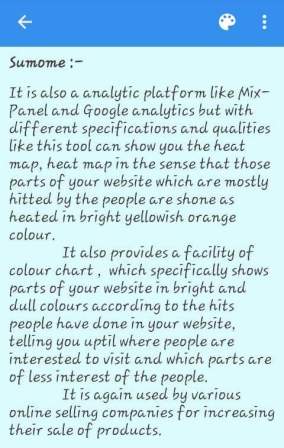 Sumome :-
It is also a analytic platform like Mix-
Panel and Google analytics but with
different specifications and qualities
like this tool can show you the heat
map, heat map in the sense that those
parts of your website which are mostly
hitted by the people are shone as
heated in bright yellowish orange
colour.
It also provides a facility of
colour chart , which specifically shows
parts of your website in bright and
dull colours according to the hits
people have done in your website,
telling you uptil where people are
interested to visit and which parts are
of less interest of the people.
It is again used by various
online selling companies for increasing
their sale of products.